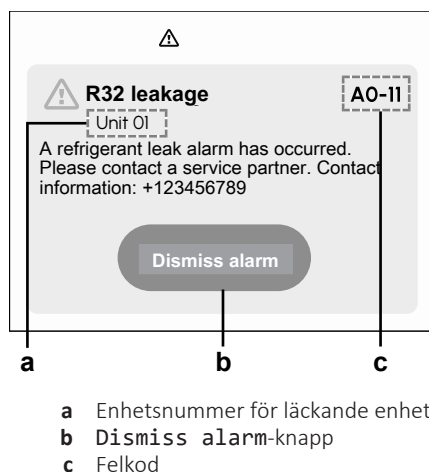 R32 leakage
A0-11
Unit 01
A refrigerant leak alarm has occurred.
Please contact a service partner. Contact
information: +123456789
Dismiss alarm
a
b
c
a Enhetsnummer för läckande enhet
b Dismiss alarm-knapp
c Felkod